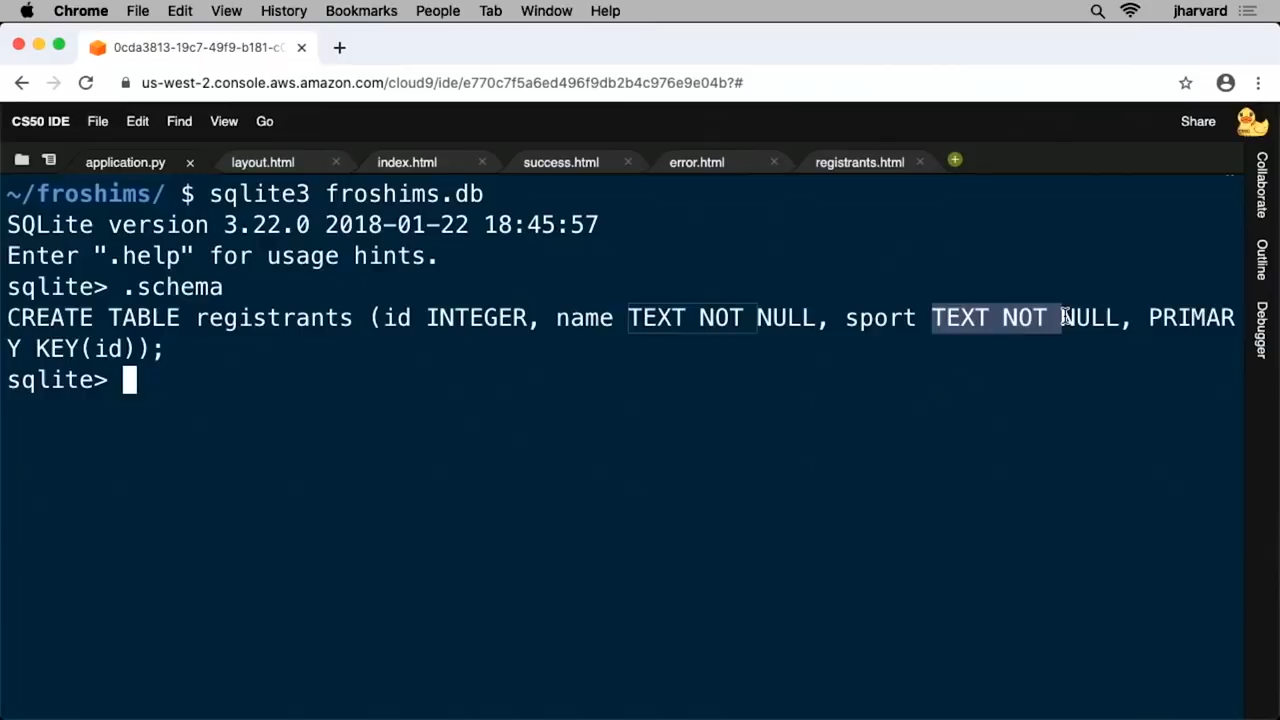 Chrome File Edit View History Bookmarks People Tab Window Help jharvard
0cda3813-19c7-49f9-b181-c
us-west-2.console.aws.amazon.com/cloud9/ide/e770c7f5a6ed496f9db2b4c976e9e04b?#
CS50 IDE File Edit Find View Go Share
application.py layout.html index.html success.html error.html registrants.html
~/froshims/ $ sqlite3 froshims.db
SQLite version 3.22.0 2018-01-22 18:45:57
Enter ".help" for usage hints.
sqlite> .schema
CREATE TABLE registrants (id INTEGER, name TEXT NOT NULL, sport TEXT NOT NULL, PRIMAR
Y KEY(id));
sqlite>
Collaborate
Outline
Debugger